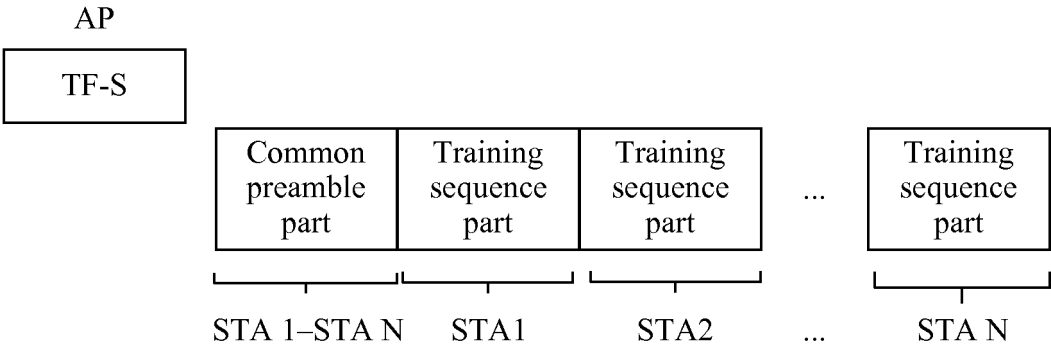 AP
TF-S
Common
preamble
part
Training
sequence
part
Training
sequence
part
...
Training
sequence
part
STA 1–STA N
STA1
STA2
...
STA N